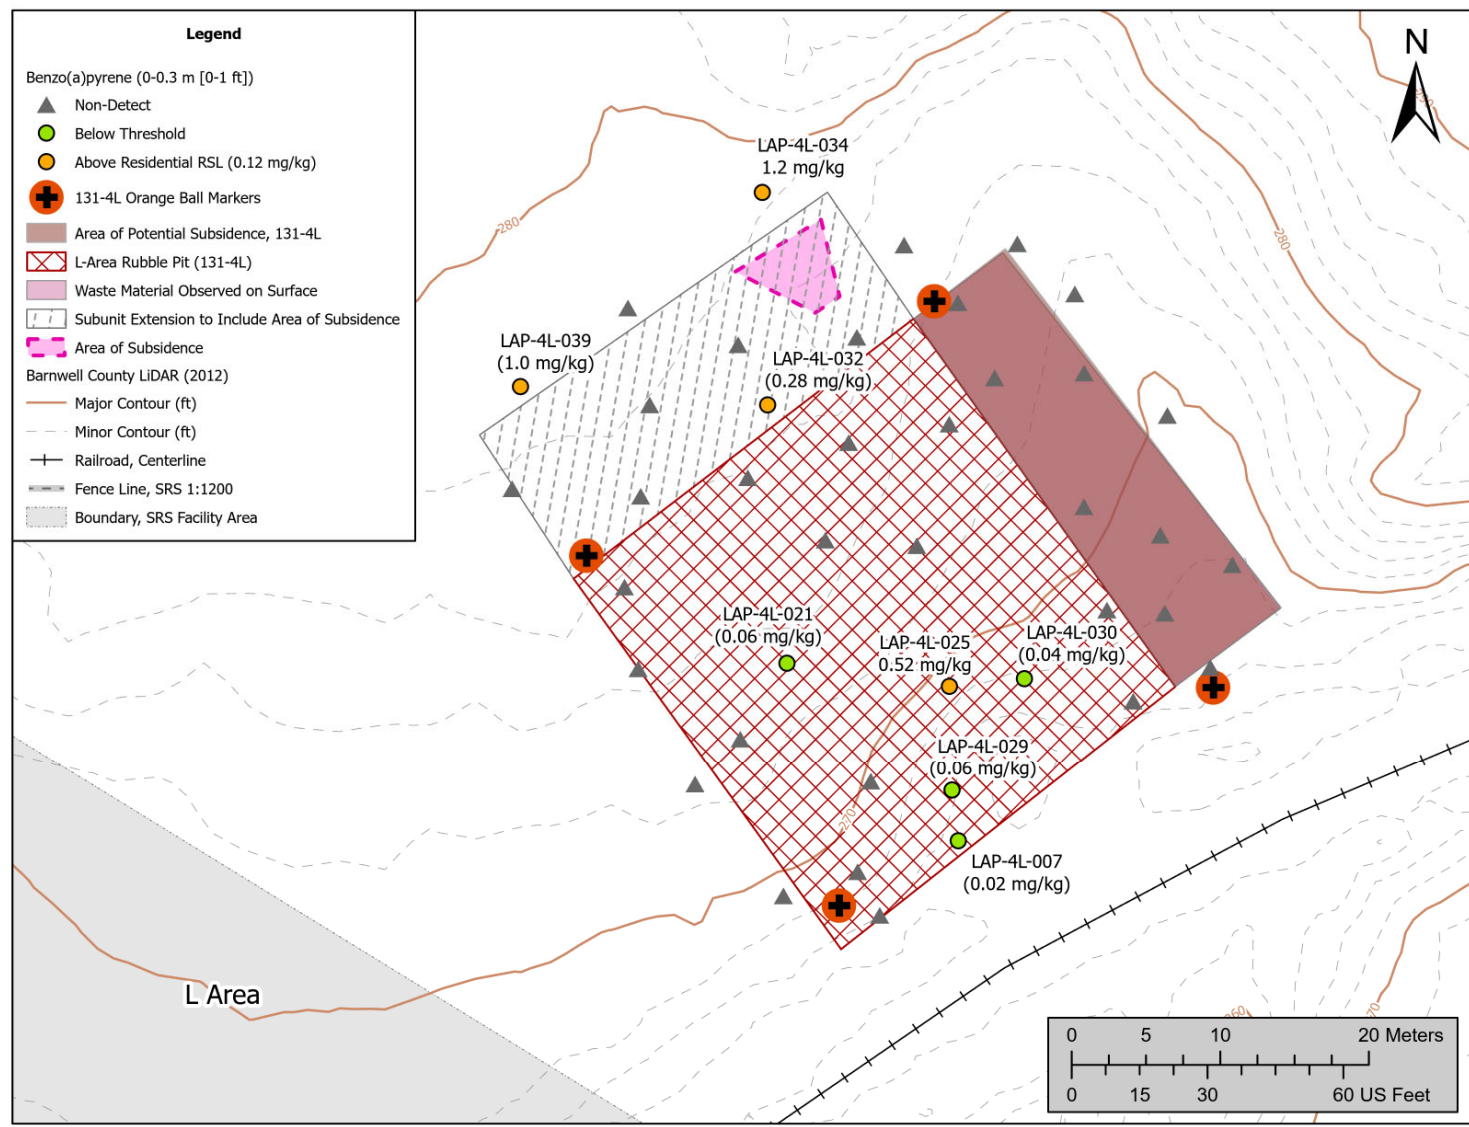 Legend
Benzo(a)pyrene (0-0.3 m [0-1 ft])
Non-Detect
Below Threshold
Above Residential RSL (0.12 mg/kg)
131-4L Orange Ball Markers
Area of Potential Subsidence, 131-4L
L-Area Rubble Pit (131-4L)
Waste Material Observed on Surface
Subunit Extension to Include Area of Subsidence
Area of Subsidence
Barnwell County LiDAR (2012)
Major Contour (ft)
Minor Contour (ft)
Railroad, Centerline
Fence Line, SRS 1:1200
Boundary, SRS Facility Area
N
LAP-4L-034
1.2 mg/kg
280
280
LAP-4L-039
(1.0 mg/kg)
LAP-4L-032
(0.28 mg/kg)
LAP-4L-021
(0.06 mg/kg)
LAP-4L-025
0.52 mg/kg
LAP-4L-030
(0.04 mg/kg)
LAP-4L-029
(0.06 mg/kg)
270
LAP-4L-007
(0.02 mg/kg)
L Area
0 5 10 20 Meters
0 15 30 60 US Feet